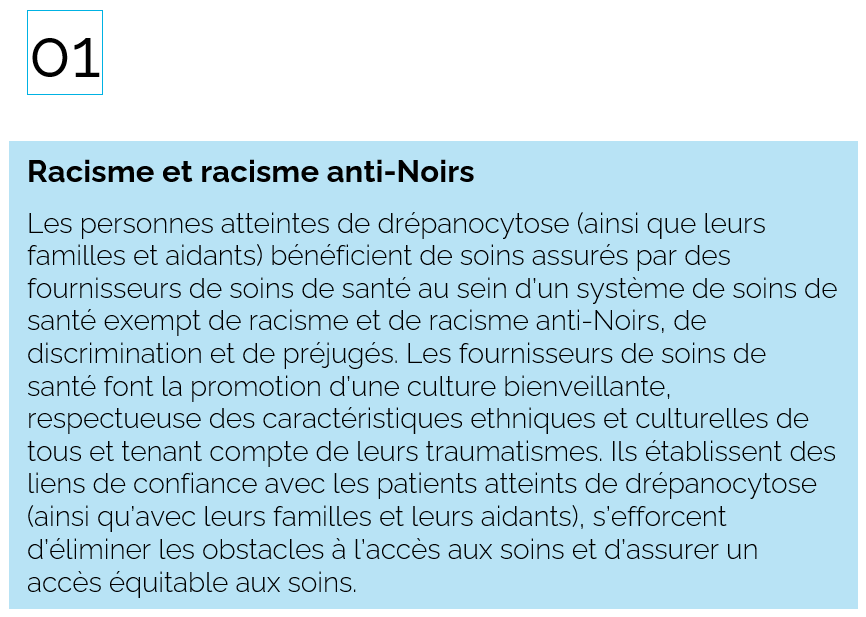 01
Racisme et racisme anti-Noirs
Les personnes atteintes de drépanocytose (ainsi que leurs
familles et aidants) bénéficient de soins assurés par des
fournisseurs de soins de santé au sein d’un système de soins de
santé exempt de racisme et de racisme anti-Noirs, de
discrimination et de préjugés. Les fournisseurs de soins de
santé font la promotion d’une culture bienveillante,
respectueuse des caractéristiques ethniques et culturelles de
tous et tenant compte de leurs traumatismes. Ils établissent des
liens de confiance avec les patients atteints de drépanocytose
(ainsi qu’avec leurs familles et leurs aidants), s’efforcent
d’éliminer les obstacles à l’accès aux soins et d’assurer un
accès équitable aux soins.